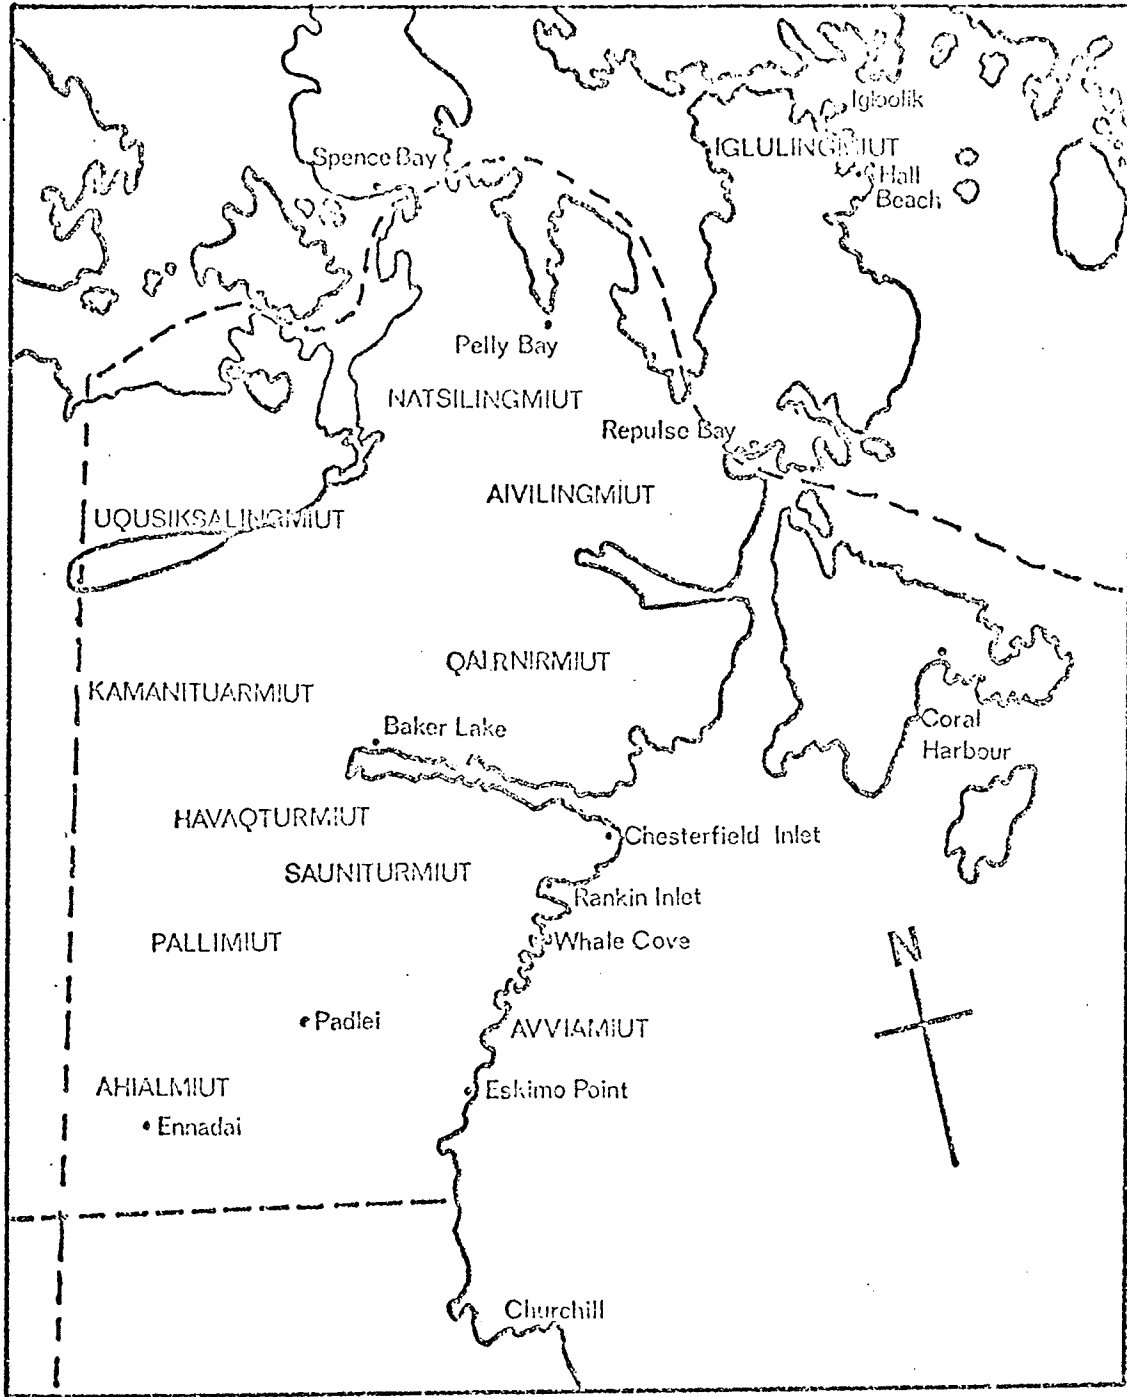 Igloolik
IGLULINGMIUT
Spence Bay
Hall
Beach
Pelly Bay
NATSILINGMIUT
Repulse Bay
AIVILINGMIUT
UQUSIKSALINGMIUT
QAIRNIRMIUT
KAMANITUARMIUT
Baker Lake
Coral
Harbour
HAVAQTURMIUT
Chesterfield Inlet
SAUNITURMIUT
Rankin Inlet
PALLIMIUT
Whale Cove
N
Padlei
AVVIAMIUT
AHIALMIUT
Eskimo Point
Ennadai
Churchill